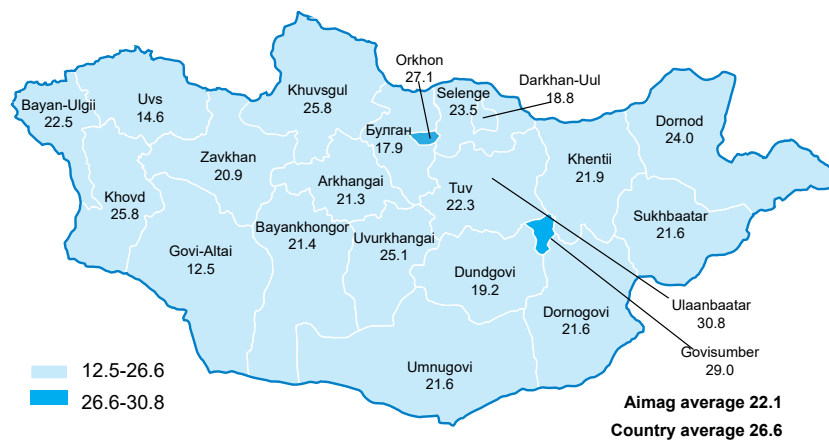 Orkhon
27.1
Darkhan-Uul
18.8
Khuvsgul
25.8
Selenge
23.5
Uvs
14.6
Bayan-Ulgii
22.5
Dornod
24.0
Булган
17.9
Zavkhan
20.9
Khentii
21.9
Arkhangai
21.3
Tuv
22.3
Khovd
25.8
Sukhbaatar
21.6
Bayankhongor
21.4
Uvurkhangai
25.1
Govi-Altai
12.5
Dundgovi
19.2
Ulaanbaatar
30.8
Dornogovi
21.6
Govisumber
29.0
Umnugovi
21.6
12.5-26.6
26.6-30.8
Aimag average 22.1
Country average 26.6